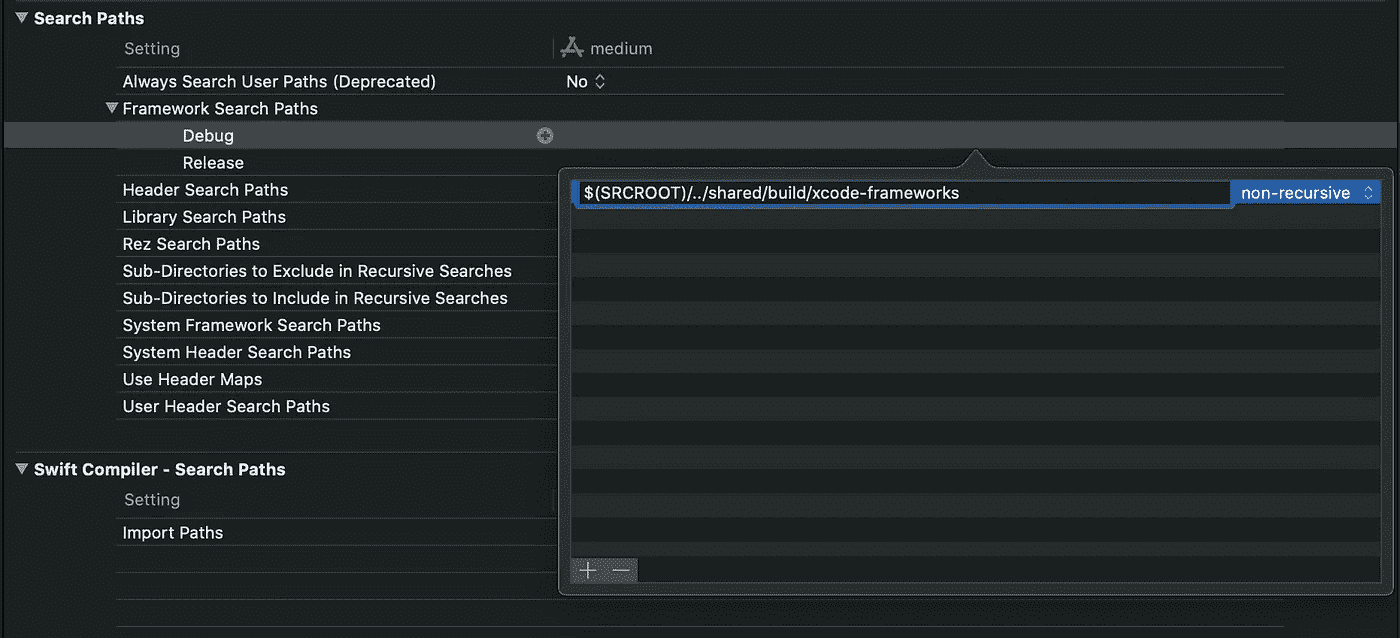 Search Paths
Setting medium
Always Search User Paths (Deprecated) No
Framework Search Paths
Debug
Release
$(SRCROOT)/../shared/build/xcode-frameworks non-recursive
Header Search Paths
Library Search Paths
Rez Search Paths
Sub-Directories to Exclude in Recursive Searches
Sub-Directories to Include in Recursive Searches
System Framework Search Paths
System Header Search Paths
Use Header Maps
User Header Search Paths
Swift Compiler - Search Paths
Setting
Import Paths